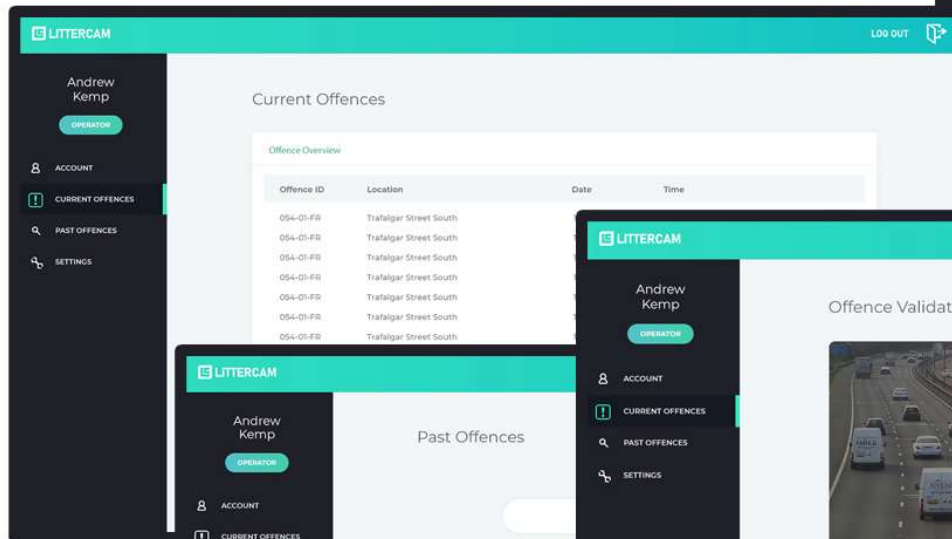 LITTERCAM
LOG OUT
Andrew
Kemp
OPERATOR
ACCOUNT
CURRENT OFFENCES
PAST OFFENCES
SETTINGS
Current Offences
Offence Overview
Offence ID Location Date Time
054-01-FR Trafalgar Street South
054-01-FR Trafalgar Street South
054-01-FR Trafalgar Street South
054-01-FR Trafalgar Street South
054-01-FR Trafalgar Street South
054-01-FR Trafalgar Street South
054-01-FR Trafalgar Street South
LITTERCAM
Andrew
Kemp
OPERATOR
ACCOUNT
CURRENT OFFENCES
Past Offences
LITTERCAM
Andrew
Kemp
OPERATOR
ACCOUNT
CURRENT OFFENCES
PAST OFFENCES
SETTINGS
Offence Validat